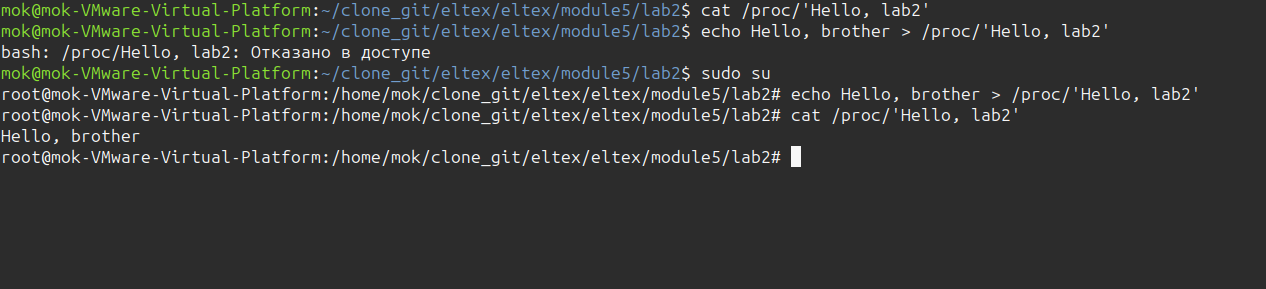 mok@mok-VMware-Virtual-Platform:~/clone_git/eltex/eltex/module5/lab2$ cat /proc/'Hello, lab2'
mok@mok-VMware-Virtual-Platform:~/clone_git/eltex/eltex/module5/lab2$ echo Hello, brother > /proc/'Hello, lab2'
bash: /proc/Hello, lab2: Отказано в доступе
mok@mok-VMware-Virtual-Platform:~/clone_git/eltex/eltex/module5/lab2$ sudo su
root@mok-VMware-Virtual-Platform:/home/mok/clone_git/eltex/eltex/module5/lab2# echo Hello, brother > /proc/'Hello, lab2'
root@mok-VMware-Virtual-Platform:/home/mok/clone_git/eltex/eltex/module5/lab2# cat /proc/'Hello, lab2'
Hello, brother
root@mok-VMware-Virtual-Platform:/home/mok/clone_git/eltex/eltex/module5/lab2#